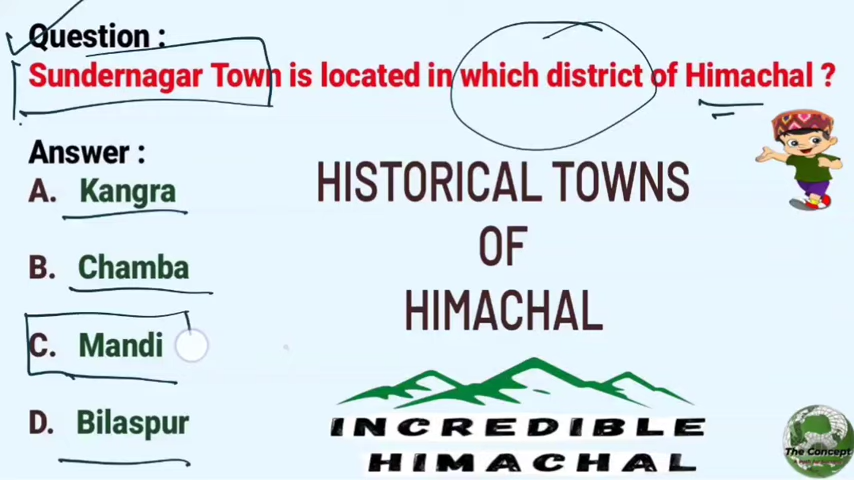 Question :
Sundernagar Town is located in which district of Himachal ?
Answer :
A. Kangra
B. Chamba
C. Mandi
D. Bilaspur
HISTORICAL TOWNS
OF
HIMACHAL
INCREDIBLE
HIMACHAL
The Concept